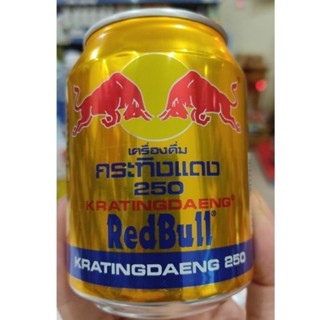 เครื่องดื่ม
กระทิงแดง
250
KRATINGDAENG®
RedBull®
KRATINGDAENG 250